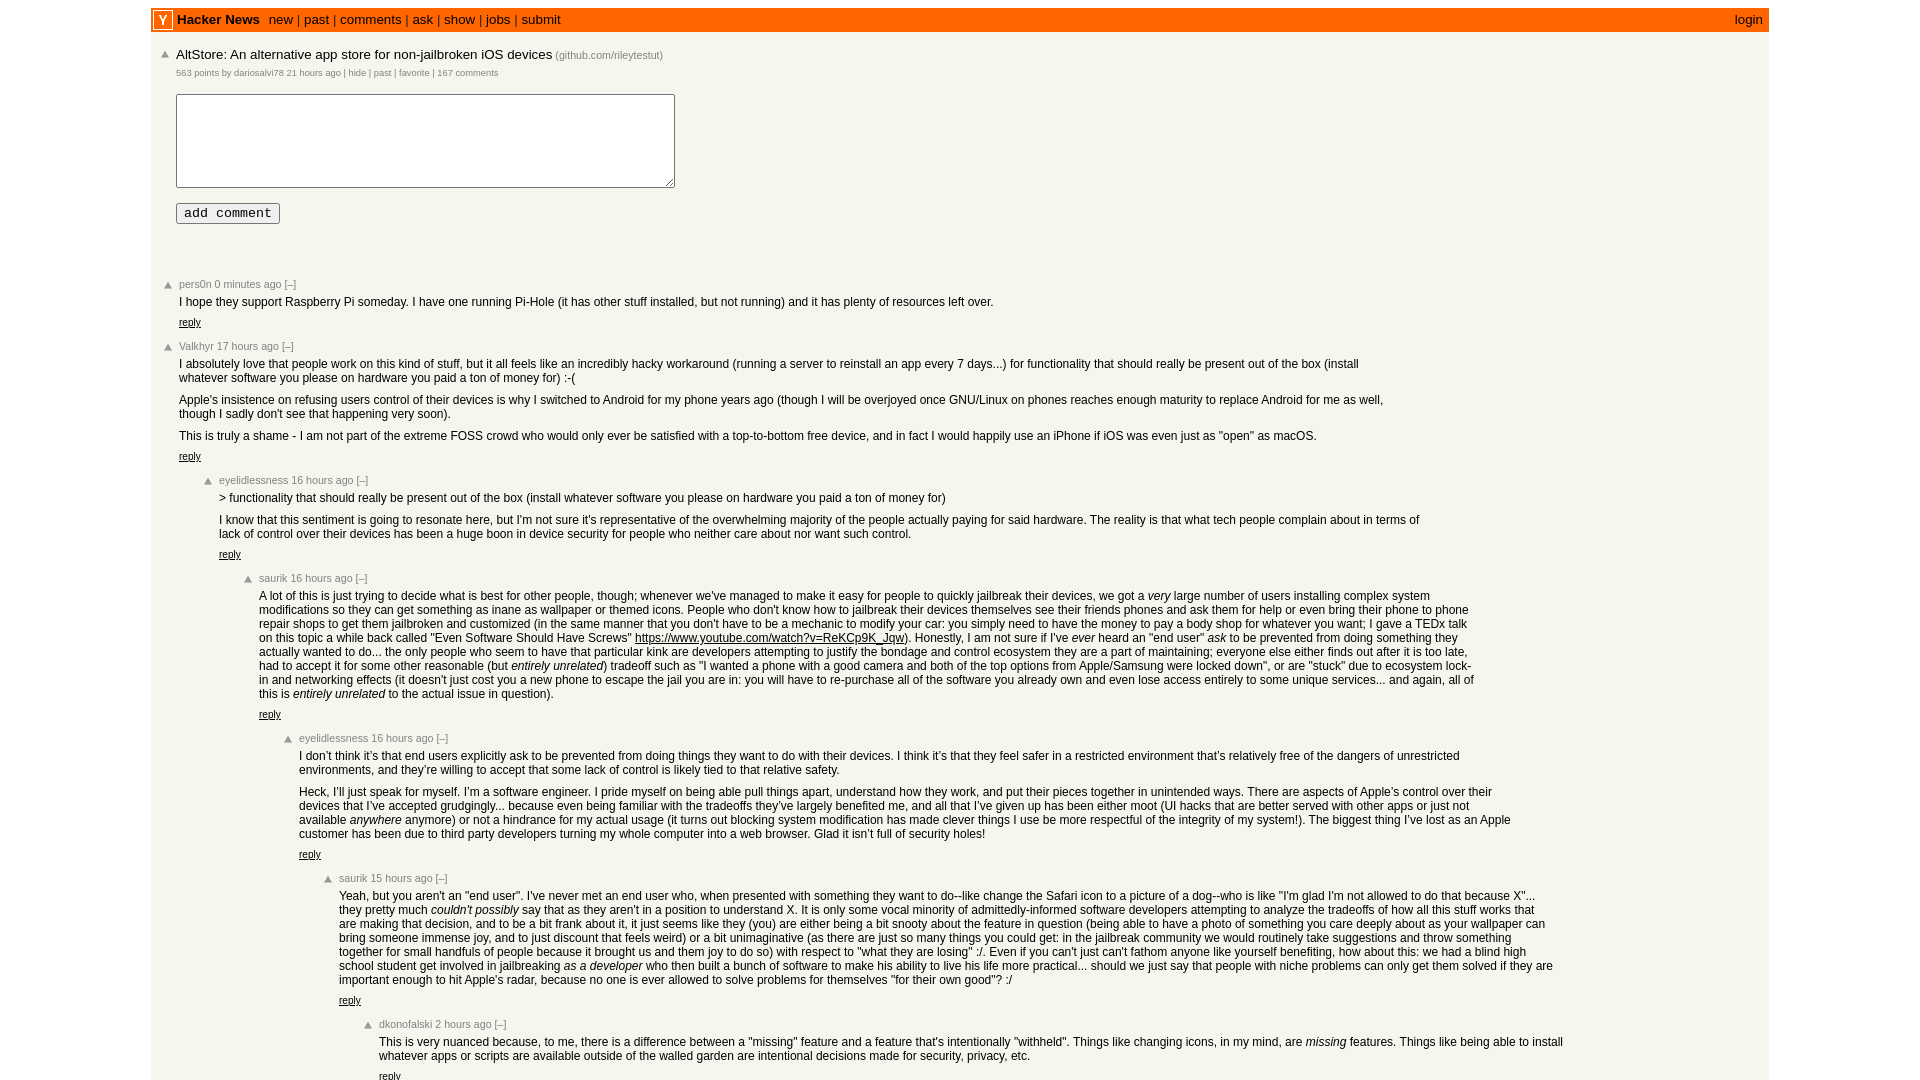 Y Hacker News new | past | comments | ask | show | jobs | submit login
AltStore: An alternative app store for non-jailbroken iOS devices (github.com/rileytestut)
563 points by dariosalvi78 21 hours ago | hide | past | favorite | 167 comments
add comment
pers0n 0 minutes ago [–]
I hope they support Raspberry Pi someday. I have one running Pi-Hole (it has other stuff installed, but not running) and it has plenty of resources left over.
reply
Valkhyr 17 hours ago [–]
I absolutely love that people work on this kind of stuff, but it all feels like an incredibly hacky workaround (running a server to reinstall an app every 7 days...) for functionality that should really be present out of the box (install
whatever software you please on hardware you paid a ton of money for) :-(
Apple's insistence on refusing users control of their devices is why I switched to Android for my phone years ago (though I will be overjoyed once GNU/Linux on phones reaches enough maturity to replace Android for me as well,
though I sadly don't see that happening very soon).
This is truly a shame - I am not part of the extreme FOSS crowd who would only ever be satisfied with a top-to-bottom free device, and in fact I would happily use an iPhone if iOS was even just as "open" as macOS.
reply
eyelidlessness 16 hours ago [–]
> functionality that should really be present out of the box (install whatever software you please on hardware you paid a ton of money for)
I know that this sentiment is going to resonate here, but I'm not sure it's representative of the overwhelming majority of the people actually paying for said hardware. The reality is that what tech people complain about in terms of
lack of control over their devices has been a huge boon in device security for people who neither care about nor want such control.
reply
saurik 16 hours ago [–]
A lot of this is just trying to decide what is best for other people, though; whenever we've managed to make it easy for people to quickly jailbreak their devices, we got a very large number of users installing complex system
modifications so they can get something as inane as wallpaper or themed icons. People who don't know how to jailbreak their devices themselves see their friends phones and ask them for help or even bring their phone to phone
repair shops to get them jailbroken and customized (in the same manner that you don't have to be a mechanic to modify your car: you simply need to have the money to pay a body shop for whatever you want; I gave a TEDx talk
on this topic a while back called "Even Software Should Have Screws" https://www.youtube.com/watch?v=ReKCp9K_Jqw). Honestly, I am not sure if I've ever heard an "end user" ask to be prevented from doing something they
actually wanted to do... the only people who seem to have that particular kink are developers attempting to justify the bondage and control ecosystem they are a part of maintaining; everyone else either finds out after it is too late,
had to accept it for some other reasonable (but entirely unrelated) tradeoff such as "I wanted a phone with a good camera and both of the top options from Apple/Samsung were locked down", or are "stuck" due to ecosystem lock-
in and networking effects (it doesn't just cost you a new phone to escape the jail you are in: you will have to re-purchase all of the software you already own and even lose access entirely to some unique services... and again, all of
this is entirely unrelated to the actual issue in question).
reply
eyelidlessness 16 hours ago [–]
I don’t think it’s that end users explicitly ask to be prevented from doing things they want to do with their devices. I think it’s that they feel safer in a restricted environment that’s relatively free of the dangers of unrestricted
environments, and they’re willing to accept that some lack of control is likely tied to that relative safety.
Heck, I’ll just speak for myself. I’m a software engineer. I pride myself on being able pull things apart, understand how they work, and put their pieces together in unintended ways. There are aspects of Apple’s control over their
devices that I’ve accepted grudgingly... because even being familiar with the tradeoffs they’ve largely benefited me, and all that I’ve given up has been either moot (UI hacks that are better served with other apps or just not
available anywhere anymore) or not a hindrance for my actual usage (it turns out blocking system modification has made clever things I use be more respectful of the integrity of my system!). The biggest thing I’ve lost as an Apple
customer has been due to third party developers turning my whole computer into a web browser. Glad it isn’t full of security holes!
reply
saurik 15 hours ago [–]
Yeah, but you aren't an "end user". I've never met an end user who, when presented with something they want to do--like change the Safari icon to a picture of a dog--who is like "I'm glad I'm not allowed to do that because X"...
they pretty much couldn't possibly say that as they aren't in a position to understand X. It is only some vocal minority of admittedly-informed software developers attempting to analyze the tradeoffs of how all this stuff works that
are making that decision, and to be a bit frank about it, it just seems like they (you) are either being a bit snooty about the feature in question (being able to have a photo of something you care deeply about as your wallpaper can
bring someone immense joy, and to just discount that feels weird) or a bit unimaginative (as there are just so many things you could get: in the jailbreak community we would routinely take suggestions and throw something
together for small handfuls of people because it brought us and them joy to do so) with respect to "what they are losing" :/. Even if you can't just can't fathom anyone like yourself benefiting, how about this: we had a blind high
school student get involved in jailbreaking as a developer who then built a bunch of software to make his ability to live his life more practical... should we just say that people with niche problems can only get them solved if they are
important enough to hit Apple's radar, because no one is ever allowed to solve problems for themselves "for their own good"? :/
reply
dkonofalski 2 hours ago [–]
This is very nuanced because, to me, there is a difference between a "missing" feature and a feature that's intentionally "withheld". Things like changing icons, in my mind, are missing features. Things like being able to install
whatever apps or scripts are available outside of the walled garden are intentional decisions made for security, privacy, etc.
reply